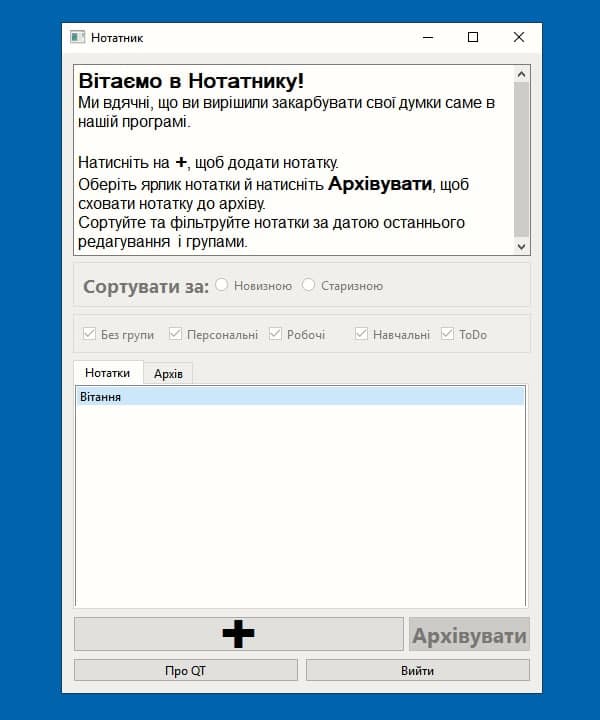 Нотатник
Вітаємо в Нотатнику!
Ми вдячні, що ви вирішили закарбувати свої думки саме в
нашій програмі.
Натисніть на +, щоб додати нотатку.
Оберіть ярлик нотатки й натисніть Архівувати, щоб
сховати нотатку до архіву.
Сортуйте та фільтруйте нотатки за датою останнього
редагування  і групами.
Сортувати за: Новизною Старизною
Без групи Персональні Робочі Навчальні ToDo
Нотатки Архів
Вітання
+ Архівувати
Про QT Вийти